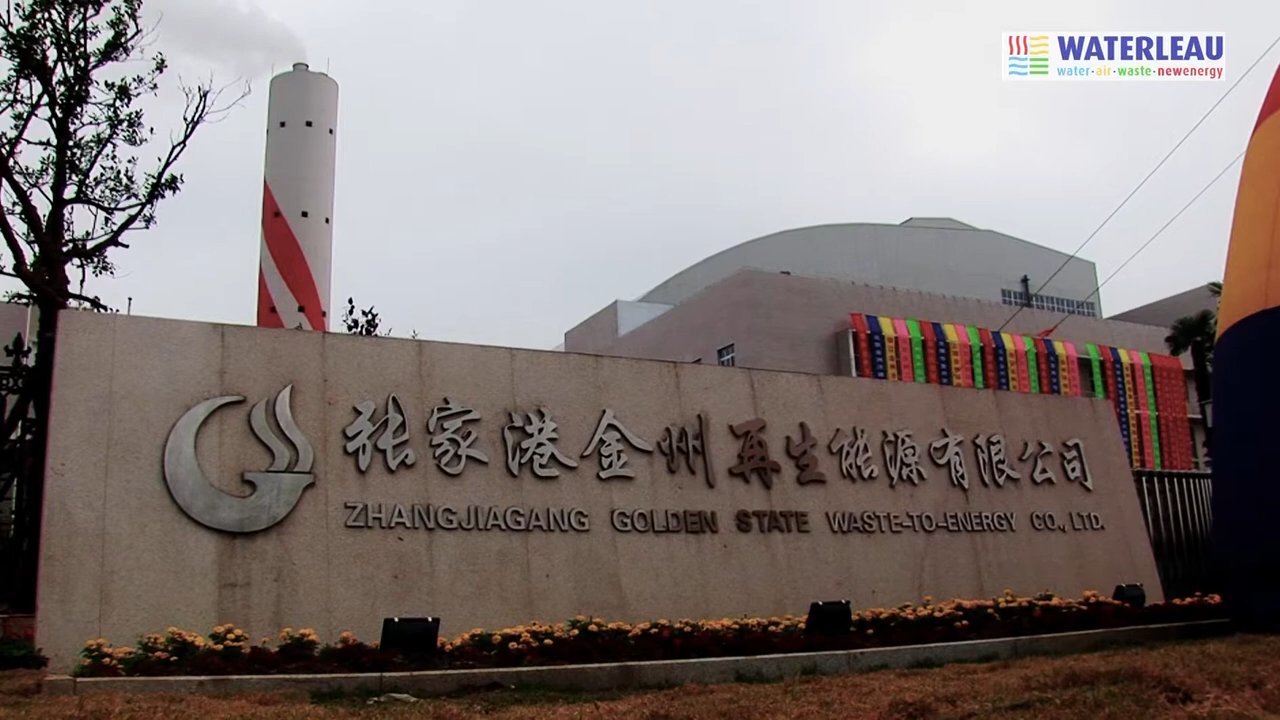 WATERLEAU
water·air·waste·newenergy
张家港金州再生能源有限公司
ZHANGJIAGANG GOLDEN STATE WASTE-TO-ENERGY CO., LTD.